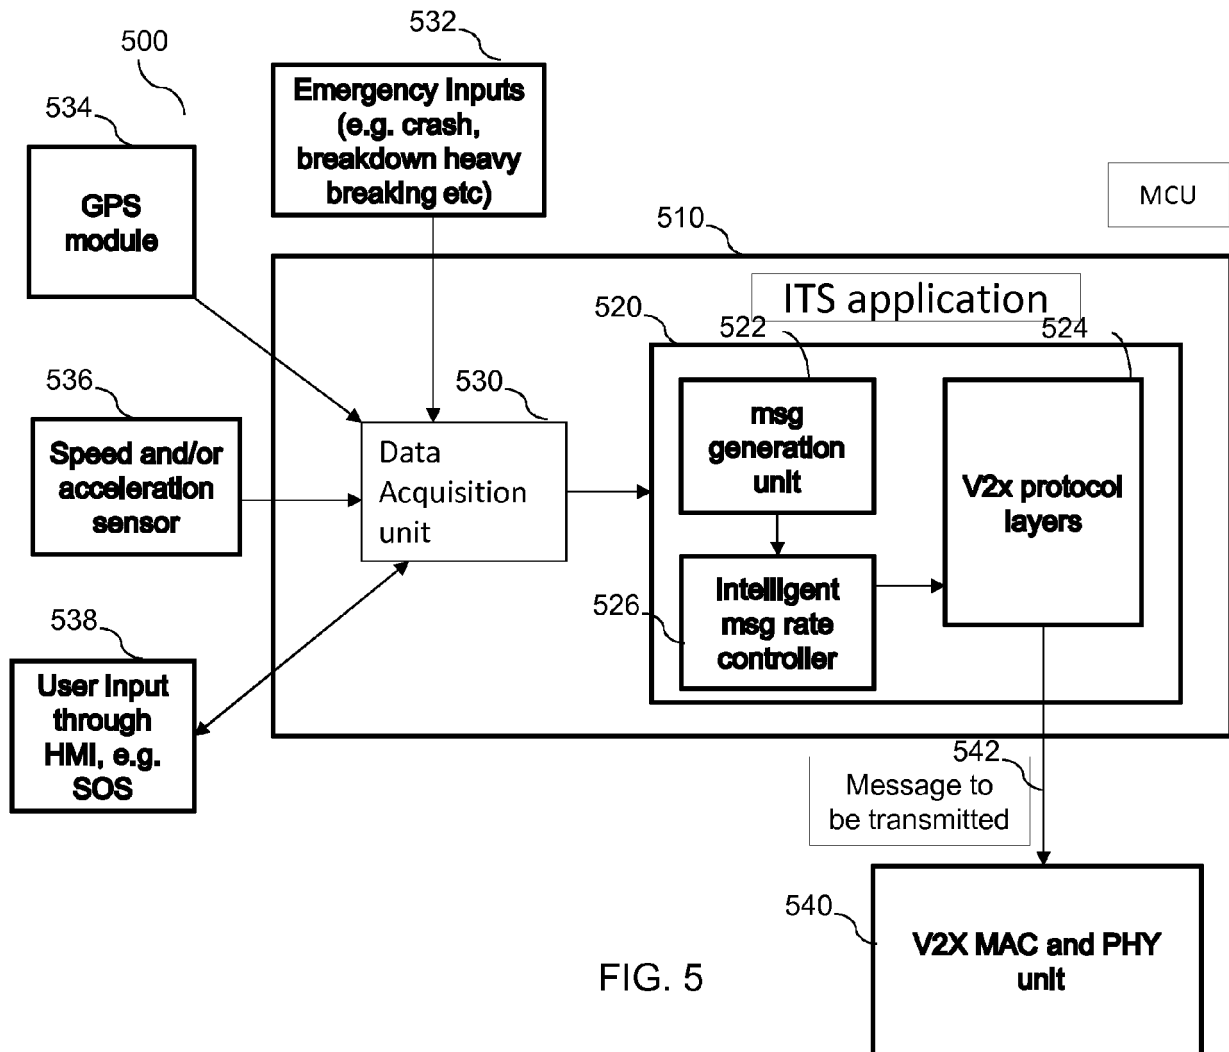 500
532
534
Emergency Inputs
(e.g. crash,
breakdown heavy
breaking etc)
GPS
module
MCU
510
ITS application
520
522
524
536
530
Speed and/or
acceleration
sensor
Data
Acquisition
unit
msg
generation
unit
V2x protocol
layers
526
Intelligent
msg rate
controller
538
User Input
through
HMI, e.g.
SOS
542
Message to
be transmitted
540
V2X MAC and PHY
unit
FIG. 5